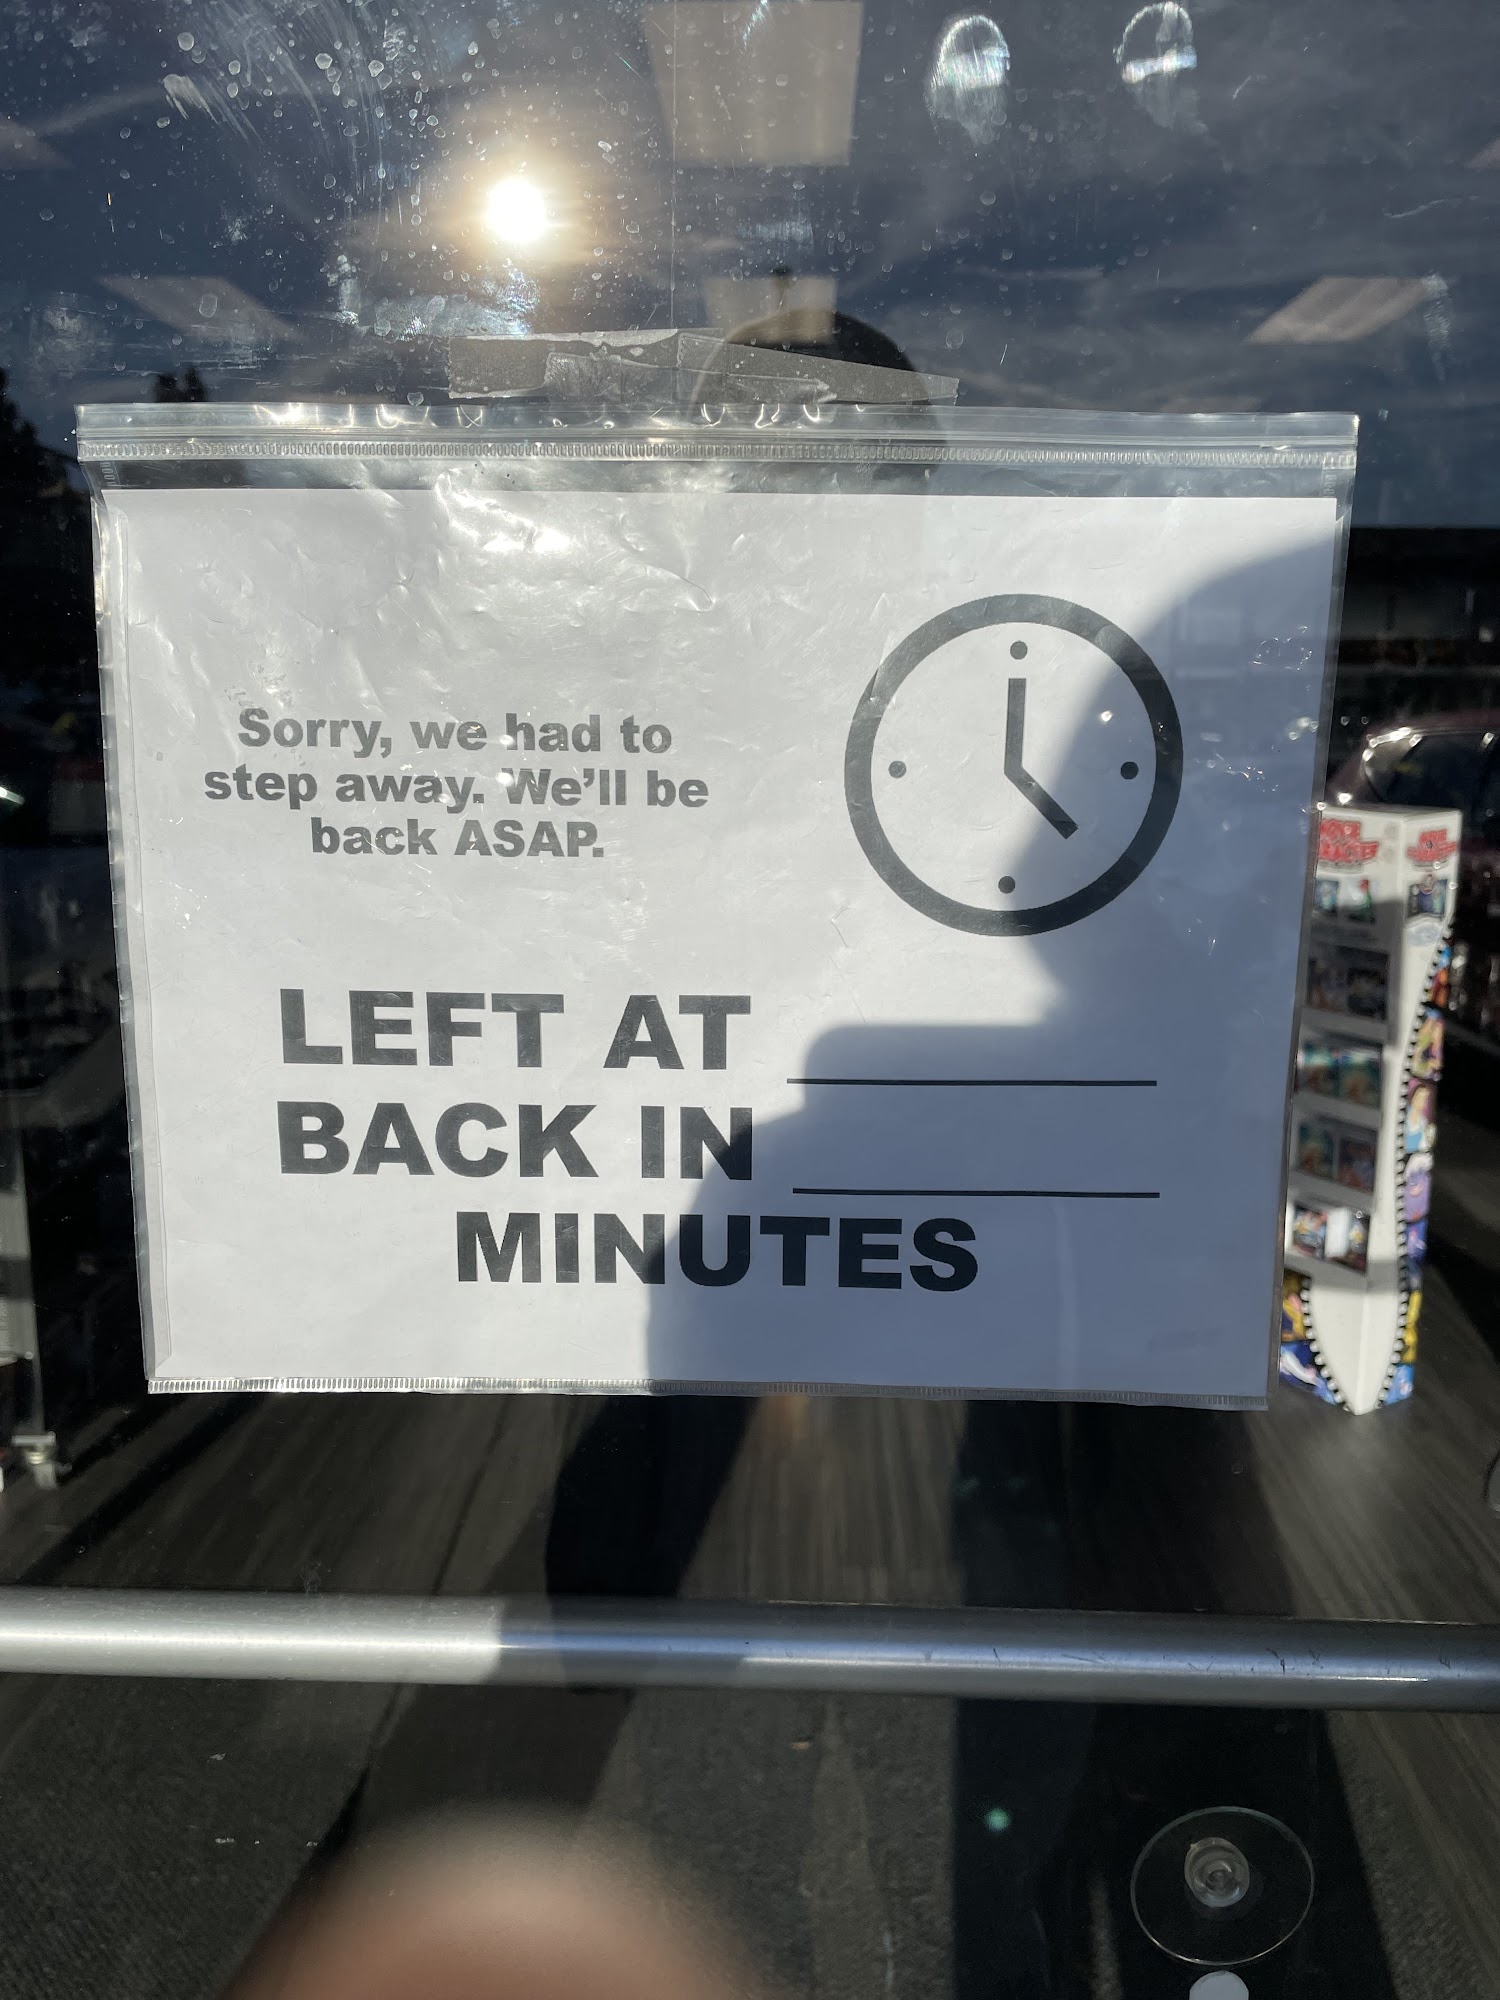 Sorry, we had to
step away. We'll be
back ASAP.
LEFT AT
BACK IN
MINUTES